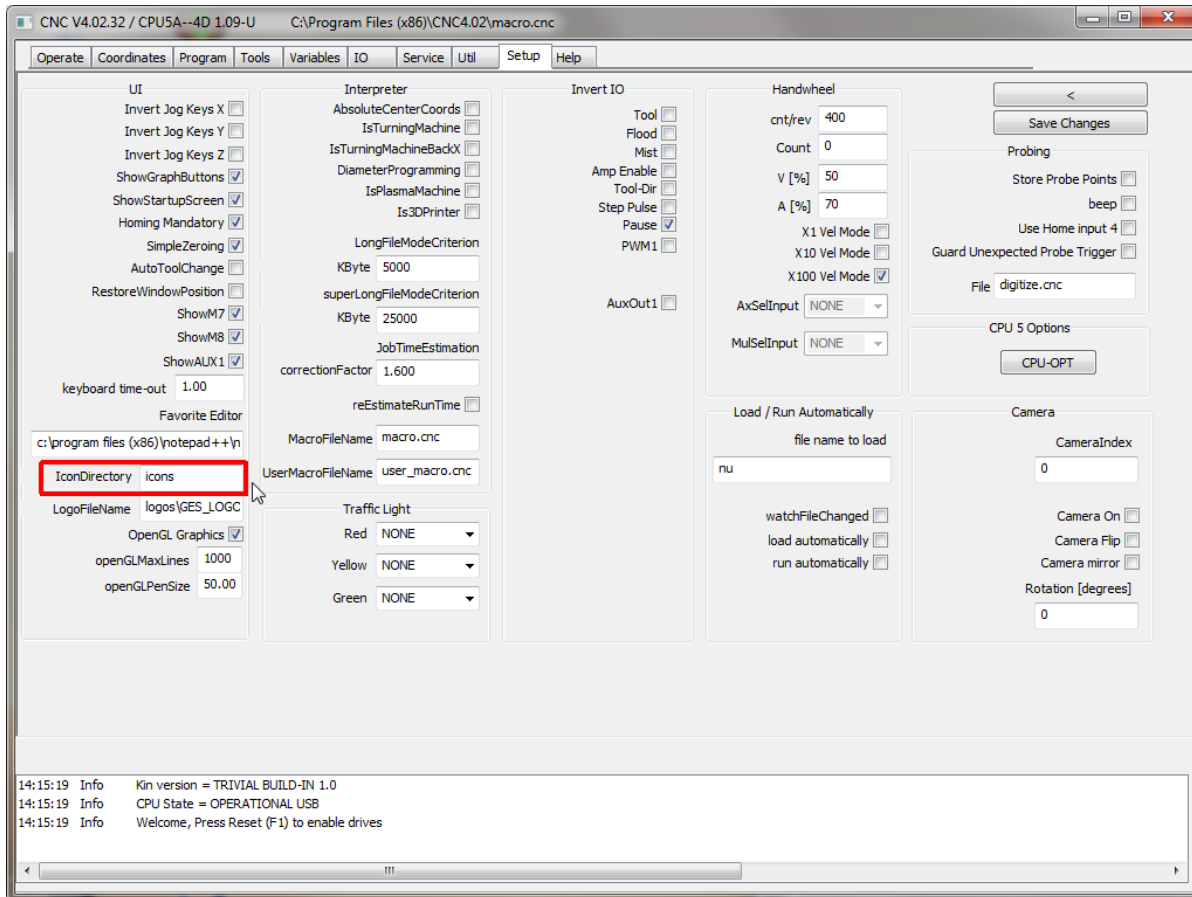 CNC V4.02.32 / CPU5A--4D 1.09-U C:\Program Files (x86)\CNC4.02\macro.cnc
Operate Coordinates Program Tools Variables IO Service Util Setup Help
UI
Invert Jog Keys X
Invert Jog Keys Y
Invert Jog Keys Z
ShowGraphButtons
ShowStartupScreen
Homing Mandatory
SimpleZeroing
AutoToolChange
RestoreWindowPosition
ShowM7
ShowM8
ShowAUX1
keyboard time-out 1.00
Favorite Editor
c:\program files (x86)\notepad++\n
IconDirectory icons
LogoFileName logos\GES_LOGO
OpenGL Graphics
openGLMaxLines 1000
openGLPenSize 50.00
Interpreter
AbsoluteCenterCoords
IsTurningMachine
IsTurningMachineBackX
DiameterProgramming
IsPlasmaMachine
Is3DPrinter
LongFileModeCriterion
KByte 5000
superLongFileModeCriterion
KByte 25000
JobTimeEstimation
correctionFactor 1.600
reEstimateRunTime
MacroFileName macro.cnc
UserMacroFileName user_macro.cnc
Traffic Light
Red NONE
Yellow NONE
Green NONE
Invert IO
Tool
Flood
Mist
Amp Enable
Tool-Dir
Step Pulse
Pause
PWM1
AuxOut1
Handwheel
cnt/rev 400
Count 0
V [%] 50
A [%] 70
X1 Vel Mode
X10 Vel Mode
X100 Vel Mode
AxSelInput NONE
MulSelInput NONE
Load / Run Automatically
file name to load
nu
watchFileChanged
load automatically
run automatically
<
Save Changes
Probing
Store Probe Points
beep
Use Home input 4
Guard Unexpected Probe Trigger
File digitize.cnc
CPU 5 Options
CPU-OPT
Camera
CameraIndex
0
Camera On
Camera Flip
Camera mirror
Rotation [degrees]
0
14:15:19 Info Kin version = TRIVIAL BUILD-IN 1.0
14:15:19 Info CPU State = OPERATIONAL USB
14:15:19 Info Welcome, Press Reset (F1) to enable drives